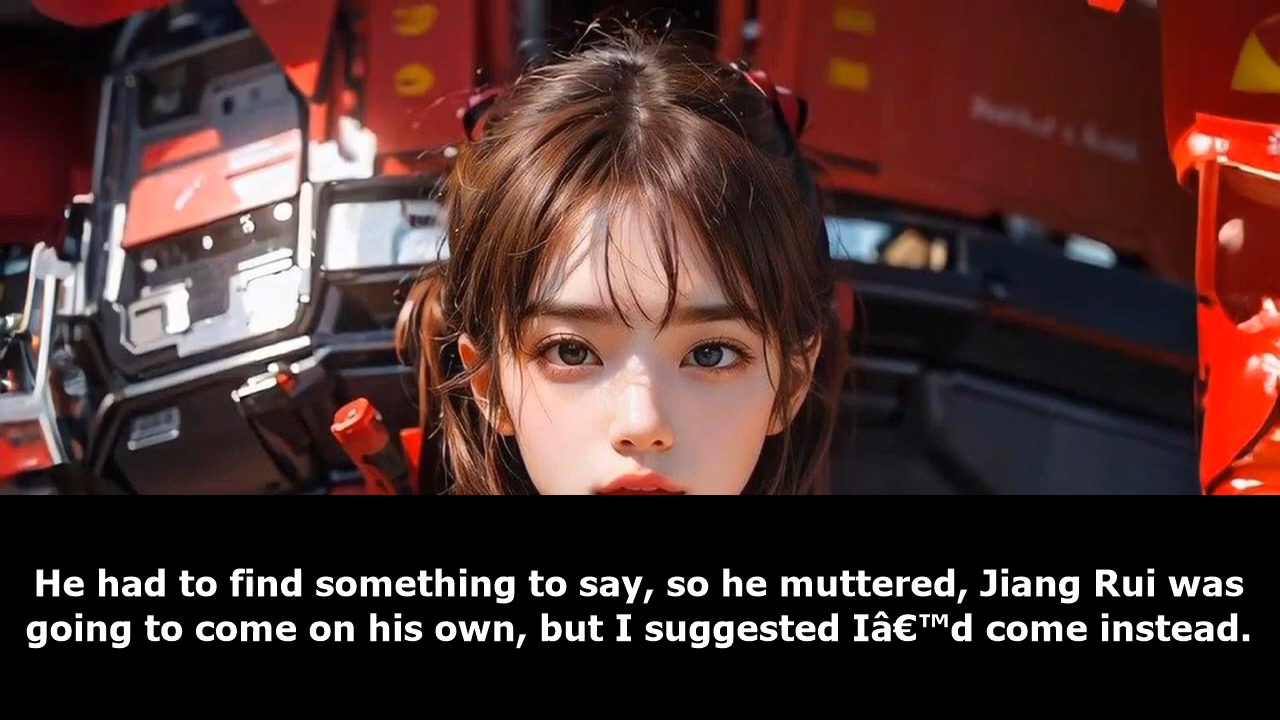 He had to find something to say, so he muttered, Jiang Rui was
going to come on his own, but I suggested Iâ€™d come instead.